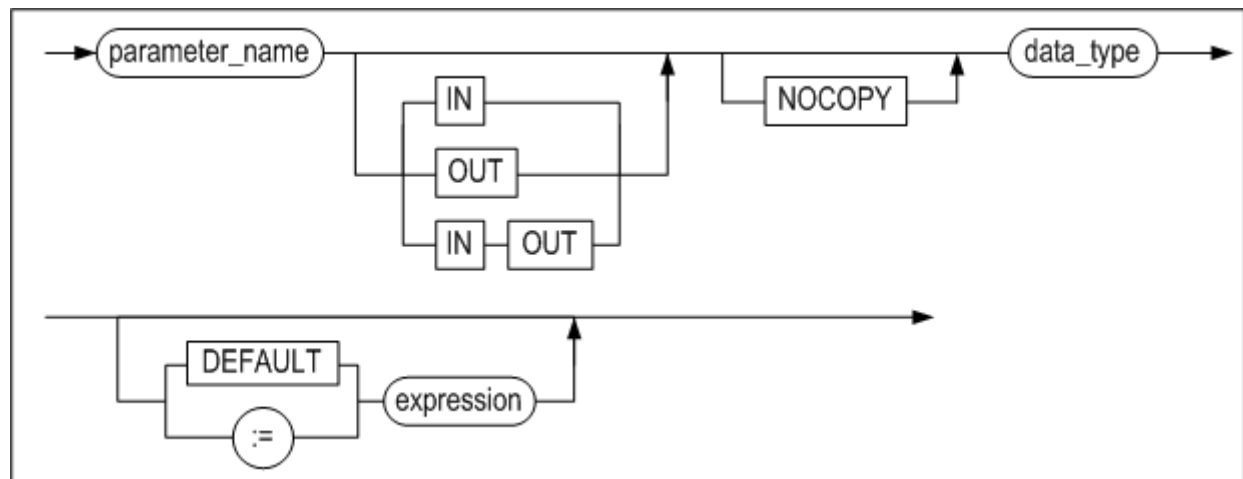 parameter_name data_type
IN NOCOPY
OUT
IN OUT
DEFAULT
expression
:=